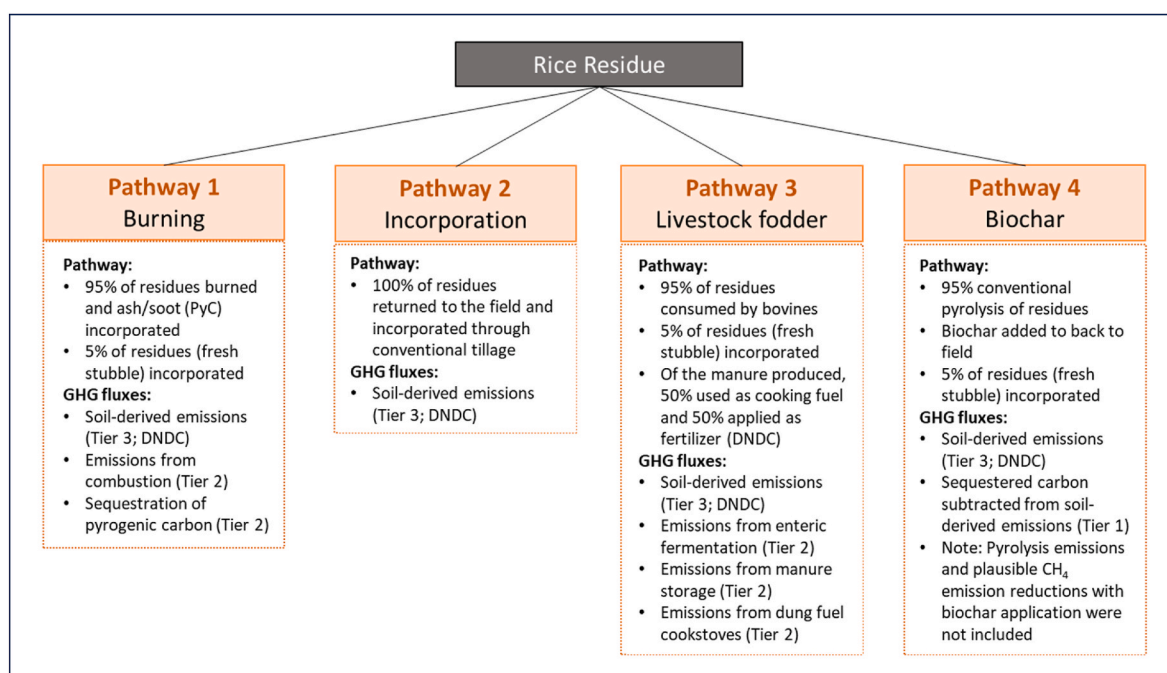 Rice Residue
Pathway 1
Burning
Pathway:
• 95% of residues burned
and ash/soot (PyC)
incorporated
• 5% of residues (fresh
stubble) incorporated
GHG fluxes:
• Soil-derived emissions
(Tier 3; DNDC)
• Emissions from
combustion (Tier 2)
• Sequestration of
pyrogenic carbon (Tier 2)
Pathway 2
Incorporation
Pathway:
• 100% of residues
returned to the field and
incorporated through
conventional tillage
GHG fluxes:
• Soil-derived emissions
(Tier 3; DNDC)
Pathway 3
Livestock fodder
Pathway:
• 95% of residues
consumed by bovines
• 5% of residues (fresh
stubble) incorporated
• Of the manure produced,
50% used as cooking fuel
and 50% applied as
fertilizer (DNDC)
GHG fluxes:
• Soil-derived emissions
(Tier 3; DNDC)
• Emissions from enteric
fermentation (Tier 2)
• Emissions from manure
storage (Tier 2)
• Emissions from dung fuel
cookstoves (Tier 2)
Pathway 4
Biochar
Pathway:
• 95% conventional
pyrolysis of residues
• Biochar added to back to
field
• 5% of residues (fresh
stubble) incorporated
GHG fluxes:
• Soil-derived emissions
(Tier 3; DNDC)
• Sequestered carbon
subtracted from soil-
derived emissions (Tier 1)
• Note: Pyrolysis emissions
and plausible CH₄
emission reductions with
biochar application were
not included